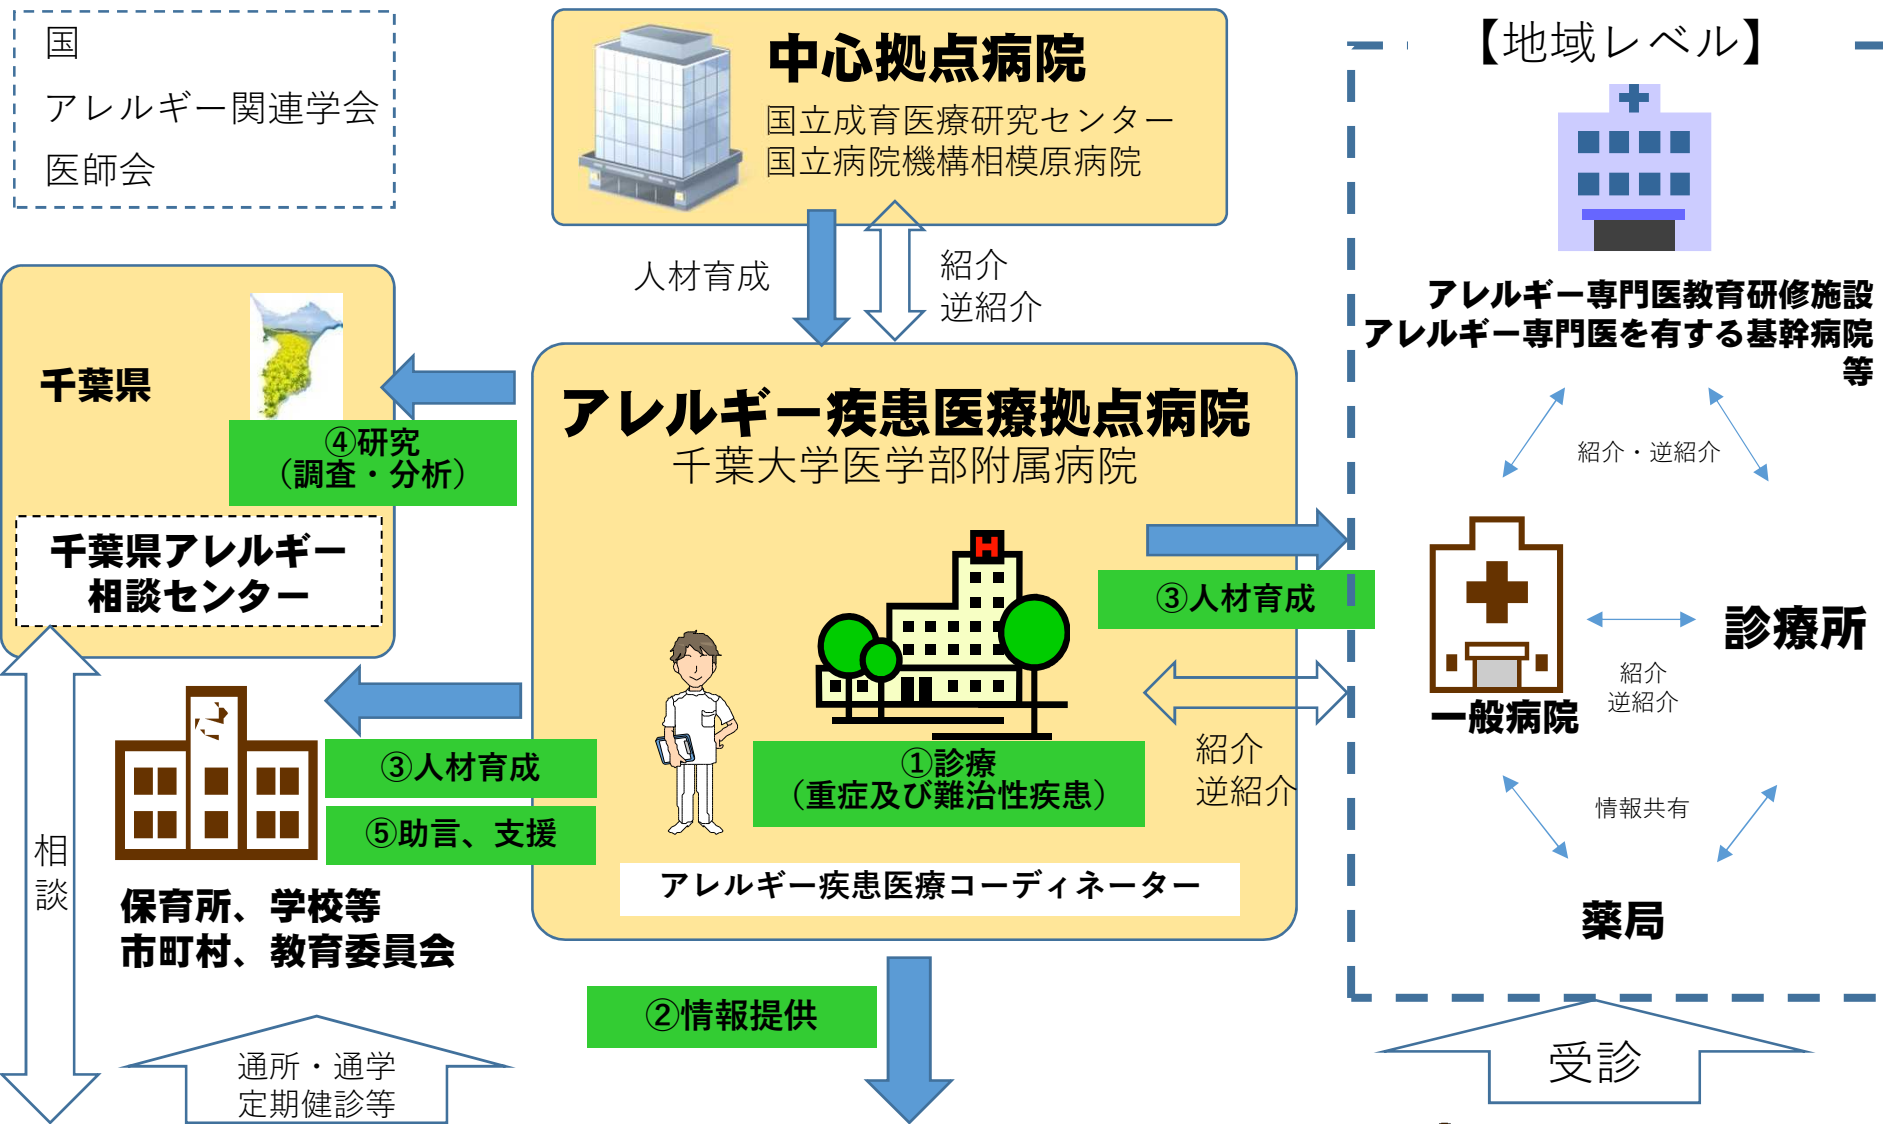 国
アレルギー関連学会
医師会
中心拠点病院
国立成育医療研究センター
国立病院機構相模原病院
【地域レベル】
アレルギー専門医教育研修施設
アレルギー専門医を有する基幹病院
等
人材育成
紹介
逆紹介
千葉県
④研究
（調査・分析）
千葉県アレルギー
相談センター
アレルギー疾患医療拠点病院
千葉大学医学部附属病院
③人材育成
紹介・逆紹介
診療所
紹介
逆紹介
一般病院
③人材育成
⑤助言、支援
①診療
（重症及び難治性疾患）
紹介
逆紹介
情報共有
相談
アレルギー疾患医療コーディネーター
保育所、学校等
市町村、教育委員会
薬局
②情報提供
通所・通学
定期健診等
受診